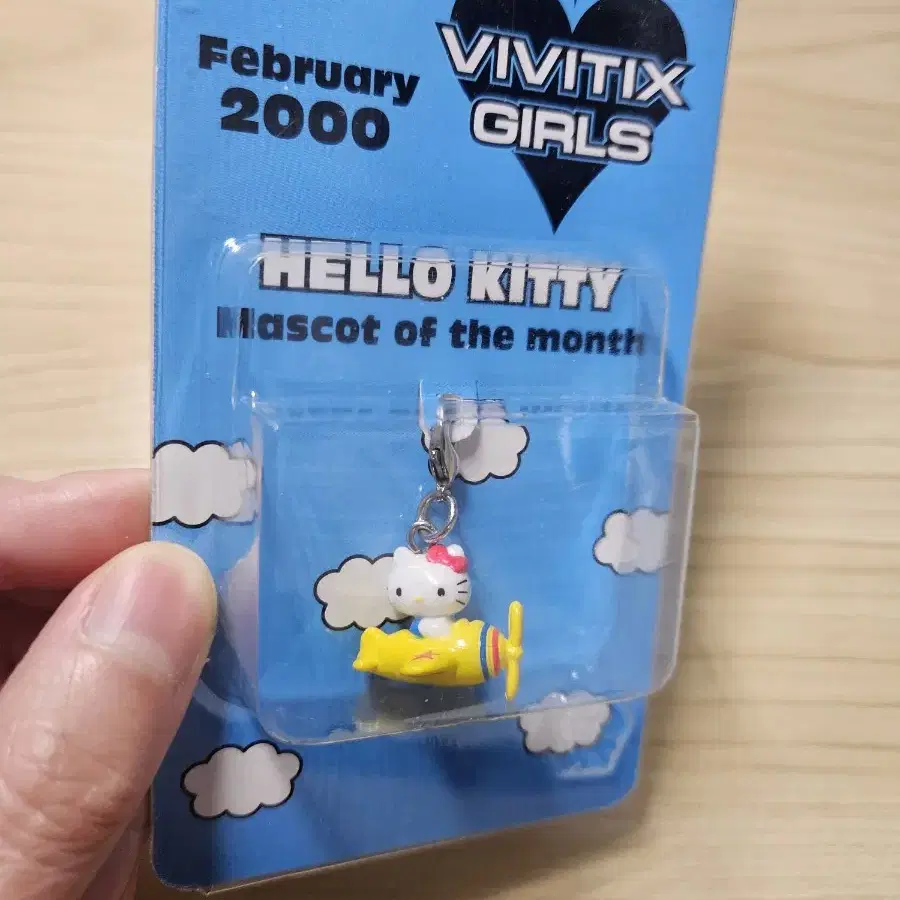 February
2000
VIVITIX
GIRLS
HELLO KITTY
Mascot of the month